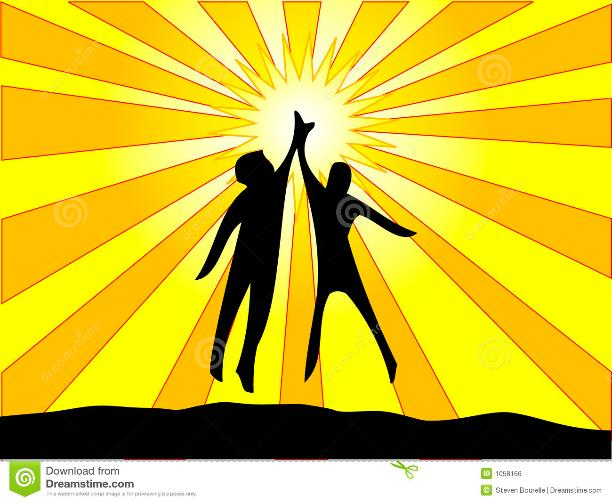 dreamstime
Download from
Dreamstime.com
This watermarked comp image is for previewing purposes only.
ID 1058166
© Steven Bourelle | Dreamstime.com